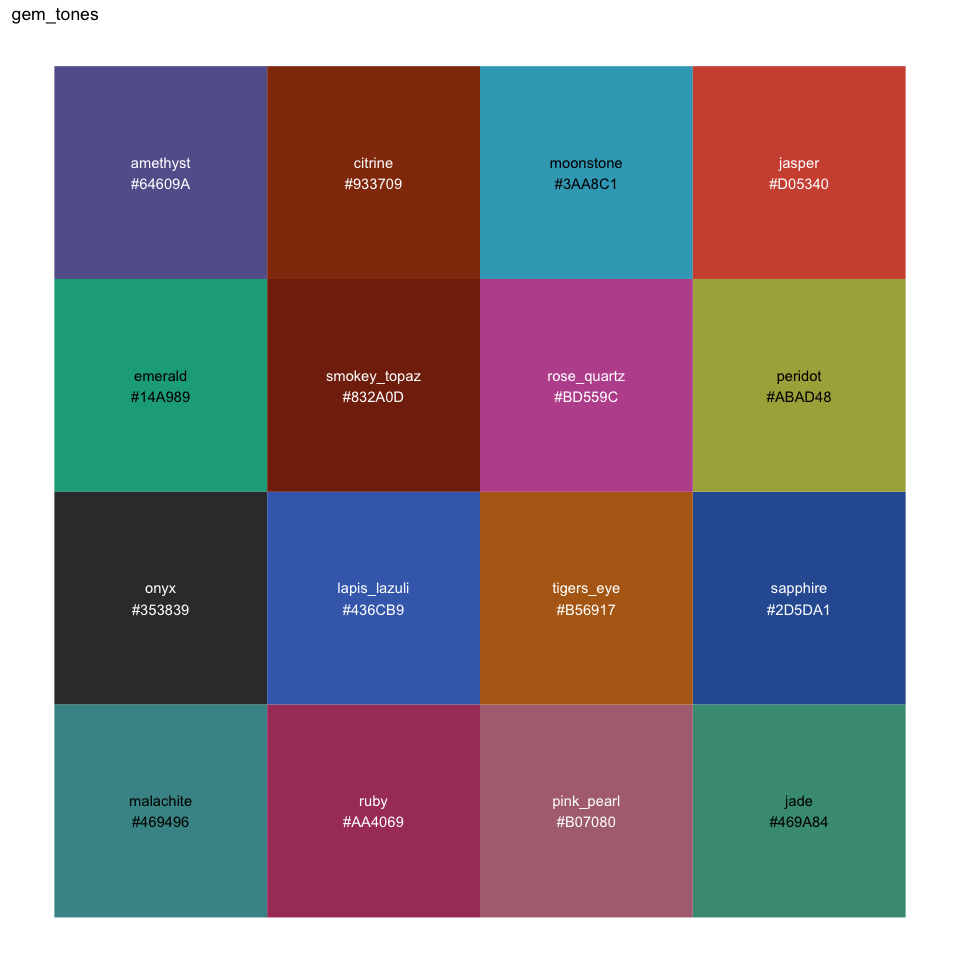 gem_tones
amethyst
#64609A
citrine
#933709
moonstone
#3AA8C1
jasper
#D05340
emerald
#14A989
smokey_topaz
#832A0D
rose_quartz
#BD559C
peridot
#ABAD48
onyx
#353839
lapis_lazuli
#436CB9
tigers_eye
#B56917
sapphire
#2D5DA1
malachite
#469496
ruby
#AA4069
pink_pearl
#B07080
jade
#469A84